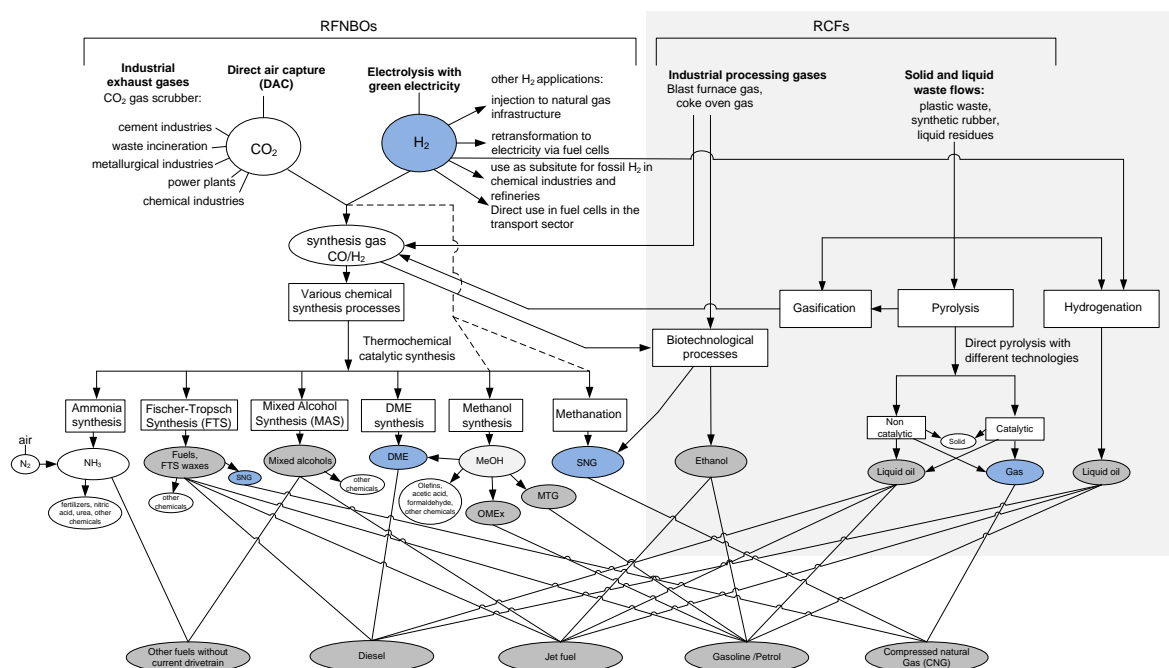 RFNBOs
RCFs
Industrial
exhaust gases
CO2 gas scrubber:
Direct air capture
(DAC)
Electrolysis with
green electricity
other H2 applications:
injection to natural gas
infrastructure
retransformation to
electricity via fuel cells
use as subsitute for fossil H2 in
chemical industries and
refineries
Direct use in fuel cells in the
transport sector
Industrial processing gases
Blast furnace gas,
coke oven gas
Solid and liquid
waste flows:
plastic waste,
synthetic rubber,
liquid residues
cement industries
waste incineration
metallurgical industries
power plants
chemical industries
CO2
H2
synthesis gas
CO/H2
Various chemical
synthesis processes
Gasification
Pyrolysis
Hydrogenation
Thermochemical
catalytic synthesis
Biotechnological
processes
Direct pyrolysis with
different technologies
Ammonia
synthesis
Fischer-Tropsch
Synthesis (FTS)
Mixed Alcohol
Synthesis (MAS)
DME
synthesis
Methanol
synthesis
Methanation
Non
catalytic
Catalytic
Solid
air
N2
NH3
Fuels,
FTS waxes
SNG
Mixed alcohols
DME
MeOH
SNG
Ethanol
Liquid oil
Gas
Liquid oil
fertilizers, nitric
acid, urea, other
chemicals
other
chemicals
other
chemicals
Olefins,
acetic acid,
formaldehyde,
other chemicals
OMEx
MTG
Other fuels without
current drivetrain
Diesel
Jet fuel
Gasoline /Petrol
Compressed natural
Gas (CNG)